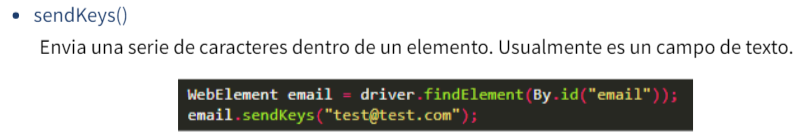 • sendKeys()
Envia una serie de caracteres dentro de un elemento. Usualmente es un campo de texto.
WebElement email = driver.findElement(By.id("email"));
email.sendKeys("test@test.com");